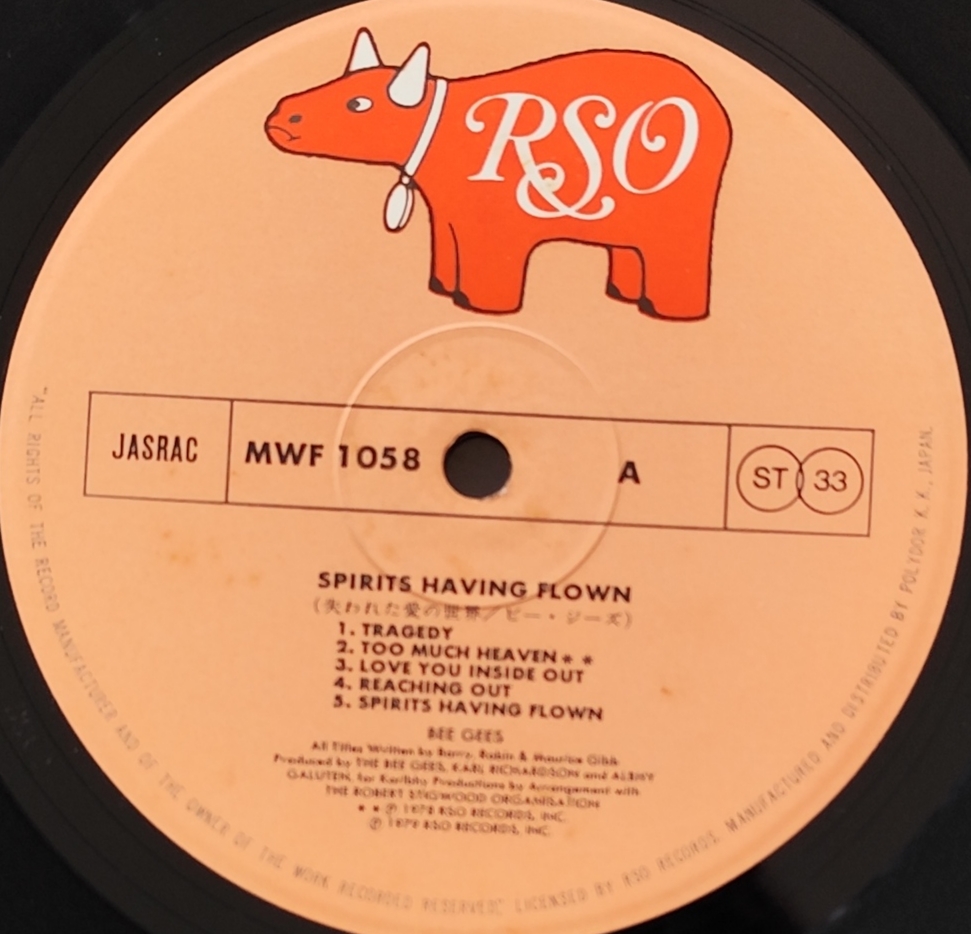 RSO
JASRAC MWF 1058 A ST 33
SPIRITS HAVING FLOWN
(失われた愛の世界/ビー・ジーズ)
1. TRAGEDY
2. TOO MUCH HEAVEN★ ★
3. LOVE YOU INSIDE OUT
4. REACHING OUT
5. SPIRITS HAVING FLOWN
BEE GEES
All Titles Written by Barry, Robin & Maurice Gibb
Produced by THE BEE GEES, KARL RICHARDSON and ALBHY
GALUTEN, for Karlbhy Productions by Arrangement with
THE ROBERT STIGWOOD ORGANISATION
★ ★ ℗ 1978 RSO RECORDS, INC.
℗ 1979 RSO RECORDS, INC.
"ALL RIGHTS OF THE RECORD MANUFACTURER AND OF THE OWNER OF THE WORK RECORDED RESERVED." LICENSED BY RSO RECORDS. MANUFACTURED AND DISTRIBUTED BY POLYDOR K.K., JAPAN.